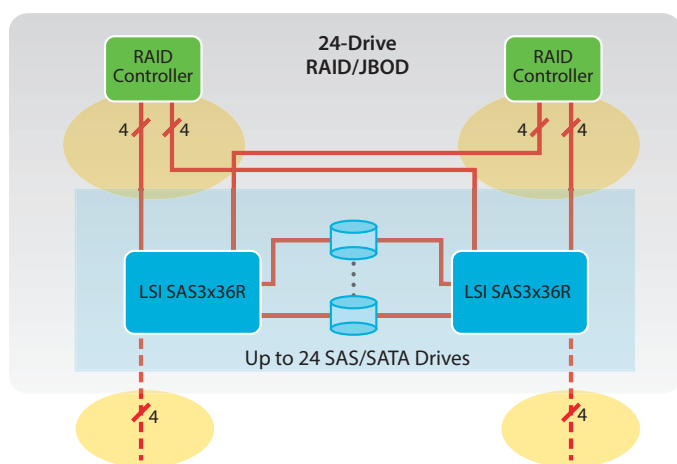 24-Drive
RAID/JBOD
RAID
Controller
RAID
Controller
4
4
4
4
LSI SAS3x36R
LSI SAS3x36R
Up to 24 SAS/SATA Drives
4
4